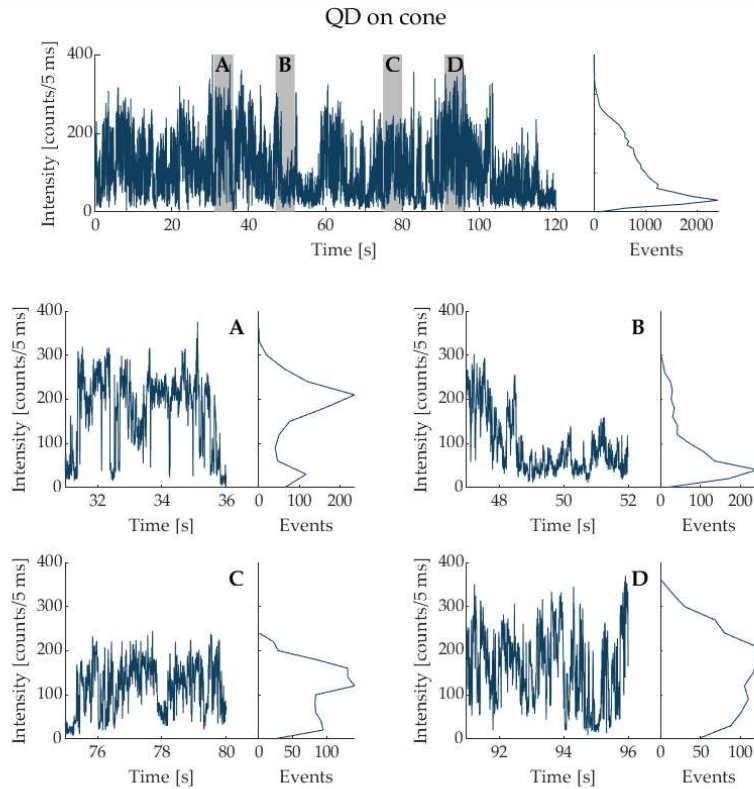 QD on cone
Intensity [counts/5 ms]
400
200
0
A
B
C
D
0 20 40 60 80 100 120
Time [s]
0 1000 2000
Events
Intensity [counts/5 ms]
400
300
200
100
0
A
32 34 36
Time [s]
0 100 200
Events
Intensity [counts/5 ms]
400
300
200
100
0
B
48 50 52
Time [s]
0 100 200
Events
Intensity [counts/5 ms]
400
300
200
100
0
C
76 78 80
Time [s]
0 50 100
Events
Intensity [counts/5 ms]
400
300
200
100
0
D
92 94 96
Time [s]
0 50 100
Events